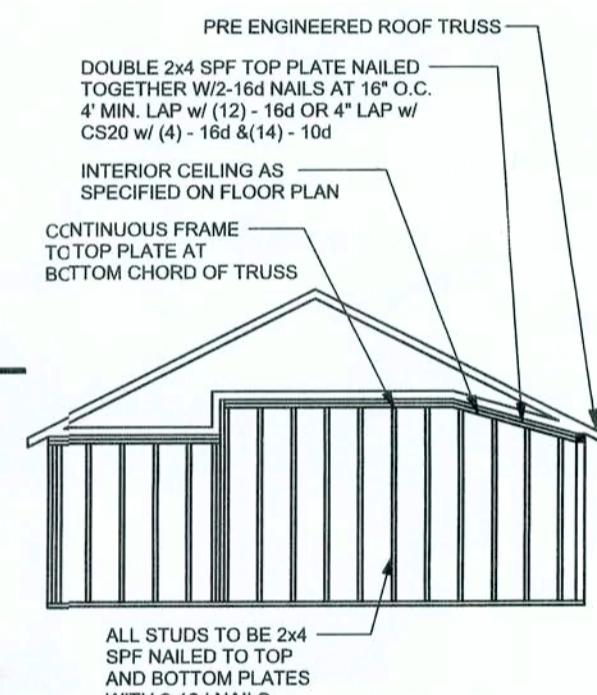 PRE ENGINEERED ROOF TRUSS
DOUBLE 2x4 SPF TOP PLATE NAILED
TOGETHER W/2-16d NAILS AT 16" O.C.
4' MIN. LAP w/ (12) - 16d OR 4" LAP w/
CS20 w/ (4) - 16d &(14) - 10d
INTERIOR CEILING AS
SPECIFIED ON FLOOR PLAN
CONTINUOUS FRAME
TO TOP PLATE AT
BOTTOM CHORD OF TRUSS
ALL STUDS TO BE 2x4
SPF NAILED TO TOP
AND BOTTOM PLATES